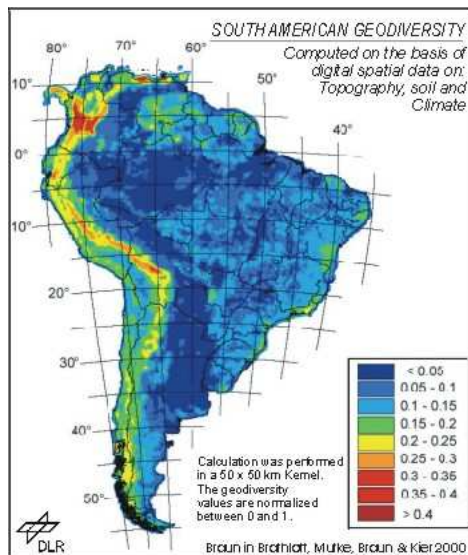 SOUTH AMERICAN GEODIVERSITY
Computed on the basis of
digital spatial data on:
Topography, soil and
Climate
80° 70° 60° 50° 40°
10°
0°
10°
20°
30°
40°
50°
< 0.05
0.05 - 0.1
0.1 - 0.15
0.15 - 0.2
0.2 - 0.25
0.25 - 0.3
0.3 - 0.35
0.35 - 0.4
> 0.4
Calculation was performed
in a 50 x 50 km Kernel.
The geodiversity
values are normalized
between 0 and 1.
DLR
Braun in Barthlott, Mutke, Braun & Kier 2000